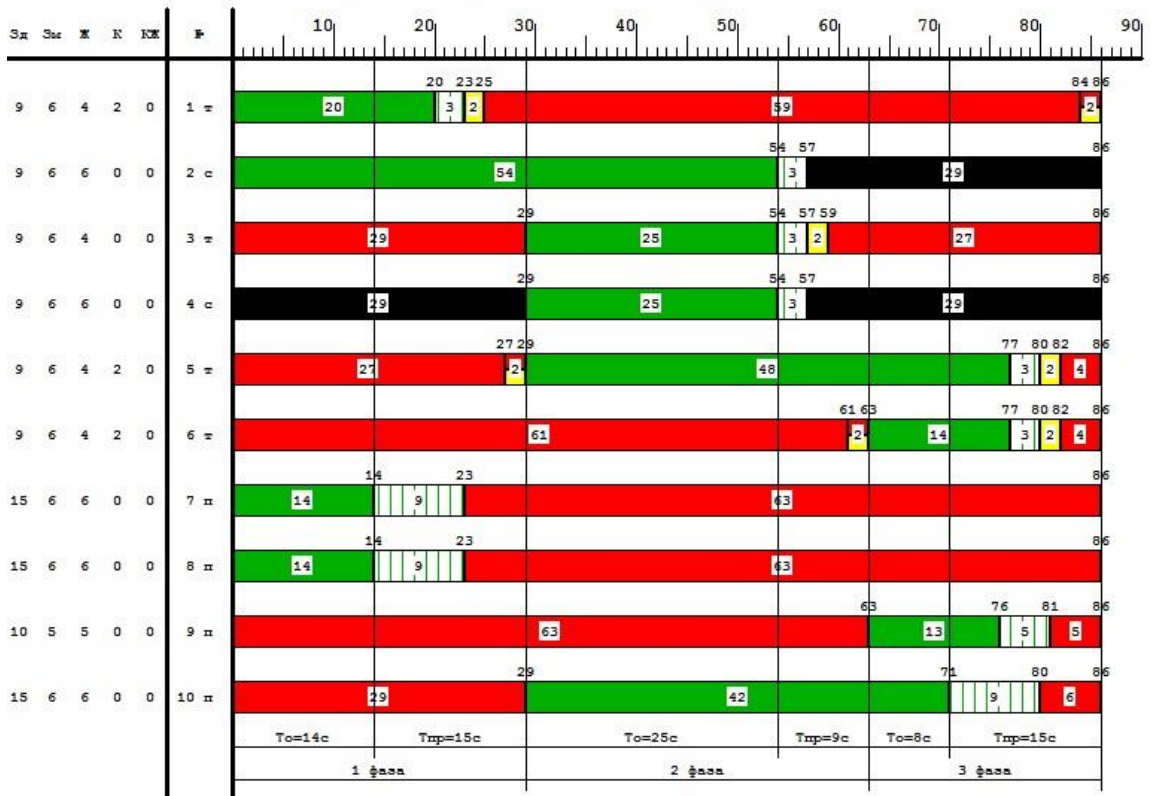 10 20 30 40 50 60 70 80 90
Зд Зм Ж К КЖ №
20 23 25 84 86
9 6 4 2 0 1 т 20 3 2 59 2
54 57 86
9 6 6 0 0 2 с 54 3 29
29 54 57 59 86
9 6 4 0 0 3 т 29 25 3 2 27
29 54 57 86
9 6 6 0 0 4 с 29 25 3 29
27 29 77 80 82 86
9 6 4 2 0 5 т 27 2 48 3 2 4
61 63 77 80 82 86
9 6 4 2 0 6 т 61 2 14 3 2 4
14 23 86
15 6 6 0 0 7 п 14 9 63
14 23 86
15 6 6 0 0 8 п 14 9 63
63 76 81 86
10 5 5 0 0 9 п 63 13 5 5
29 71 80 86
15 6 6 0 0 10 п 29 42 9 6
То=14с Тпр=15с То=25с Тпр=9с То=8с Тпр=15с
1 фаза 2 фаза 3 фаза